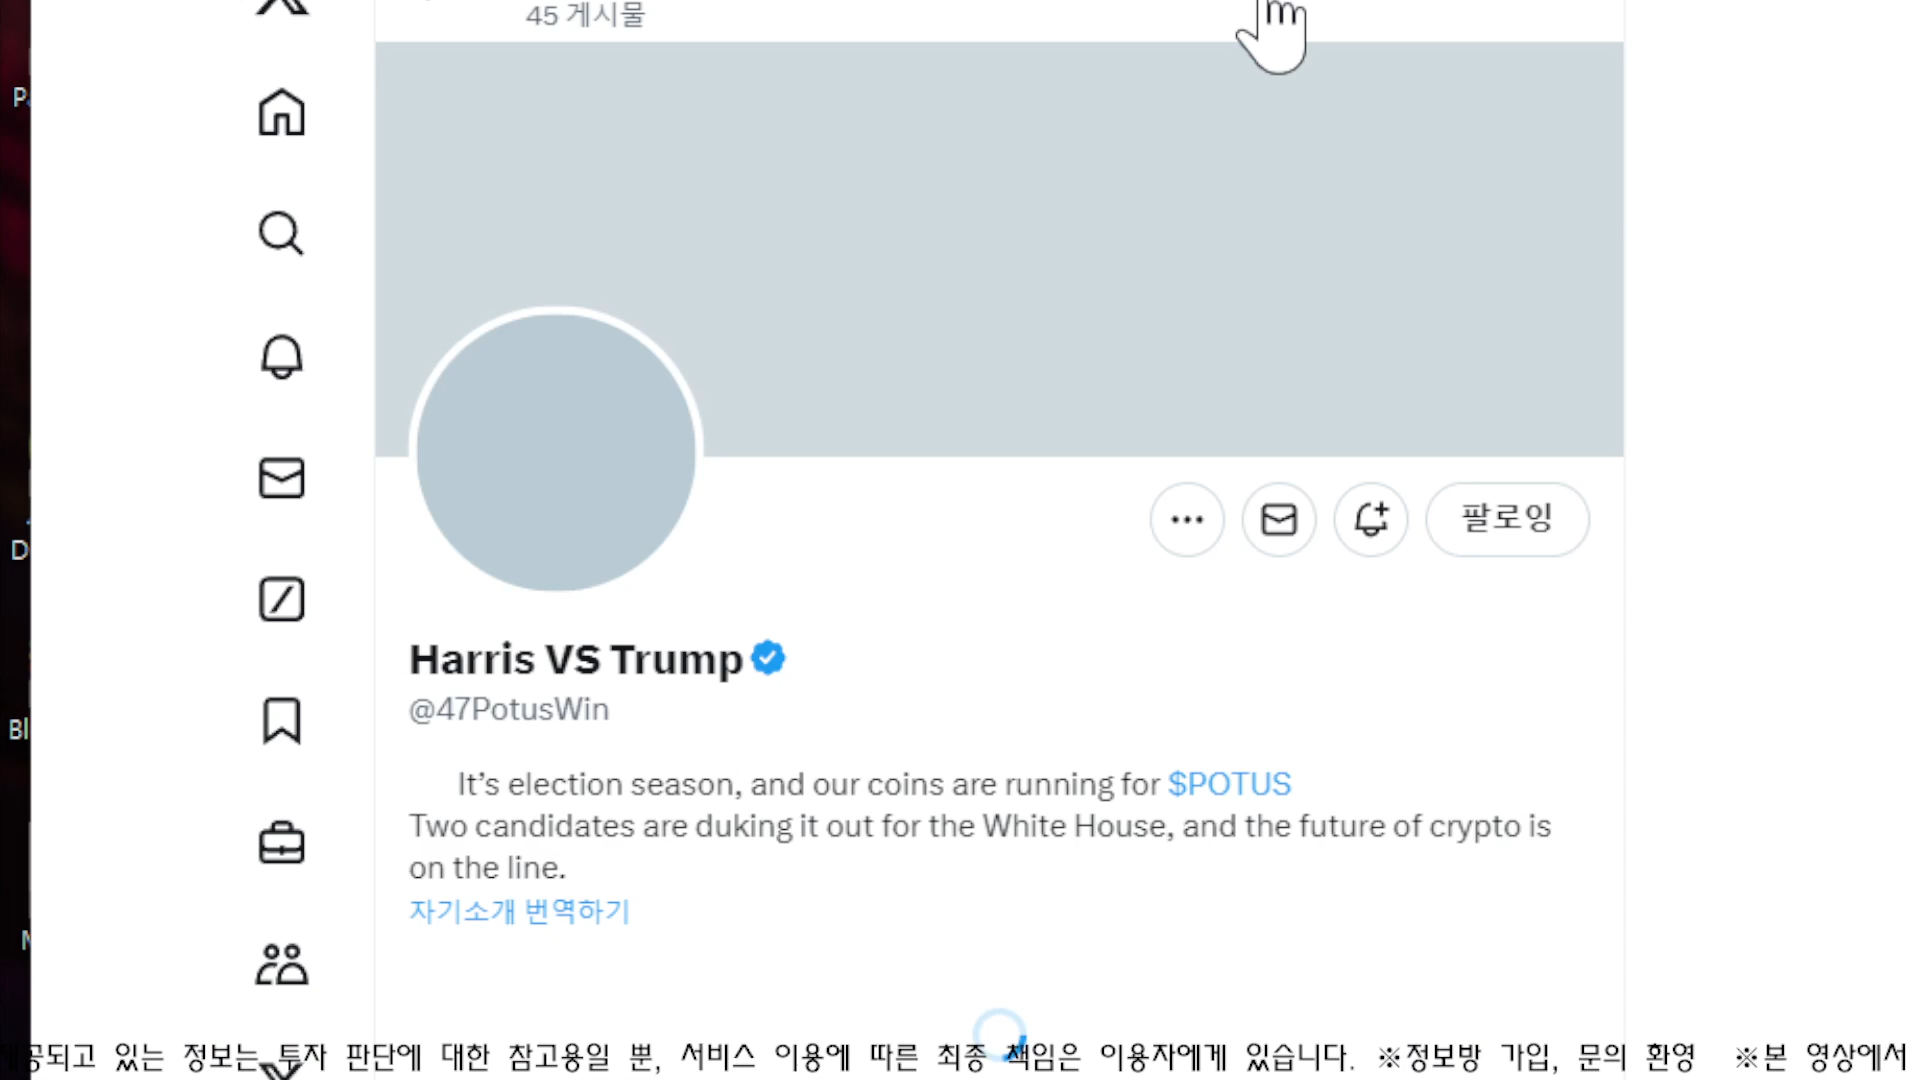 45 게시물
팔로잉
Harris VS Trump
@47PotusWin
It's election season, and our coins are running for $POTUS
Two candidates are duking it out for the White House, and the future of crypto is
on the line.
자기소개 번역하기
공되고 있는 정보는 투자 판단에 대한 참고용일 뿐, 서비스 이용에 따른 최종 책임은 이용자에게 있습니다. ※정보방 가입, 문의 환영 ※본 영상에서